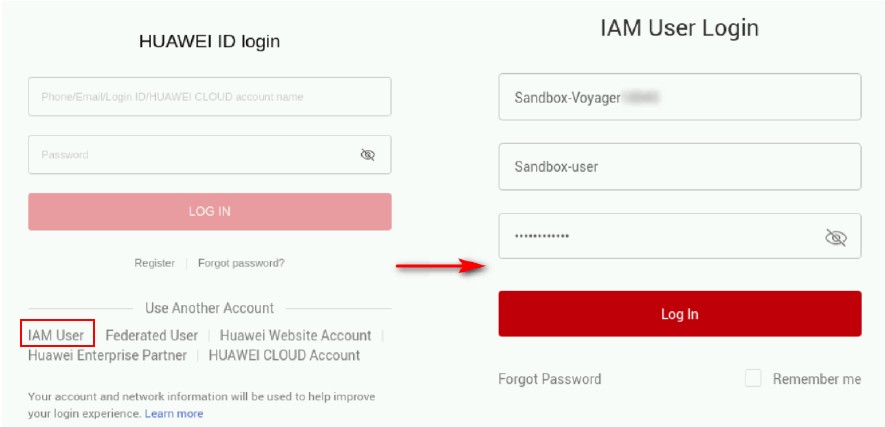 HUAWEI ID login
Phone/Email/Login ID/HUAWEI CLOUD account name
Password
LOG IN
Register | Forgot password?
Use Another Account
IAM User | Federated User | Huawei Website Account |
Huawei Enterprise Partner | HUAWEI CLOUD Account
Your account and network information will be used to help improve
your login experience. Learn more
IAM User Login
Sandbox-Voyager
Sandbox-user
••••••••••••
Log In
Forgot Password
Remember me